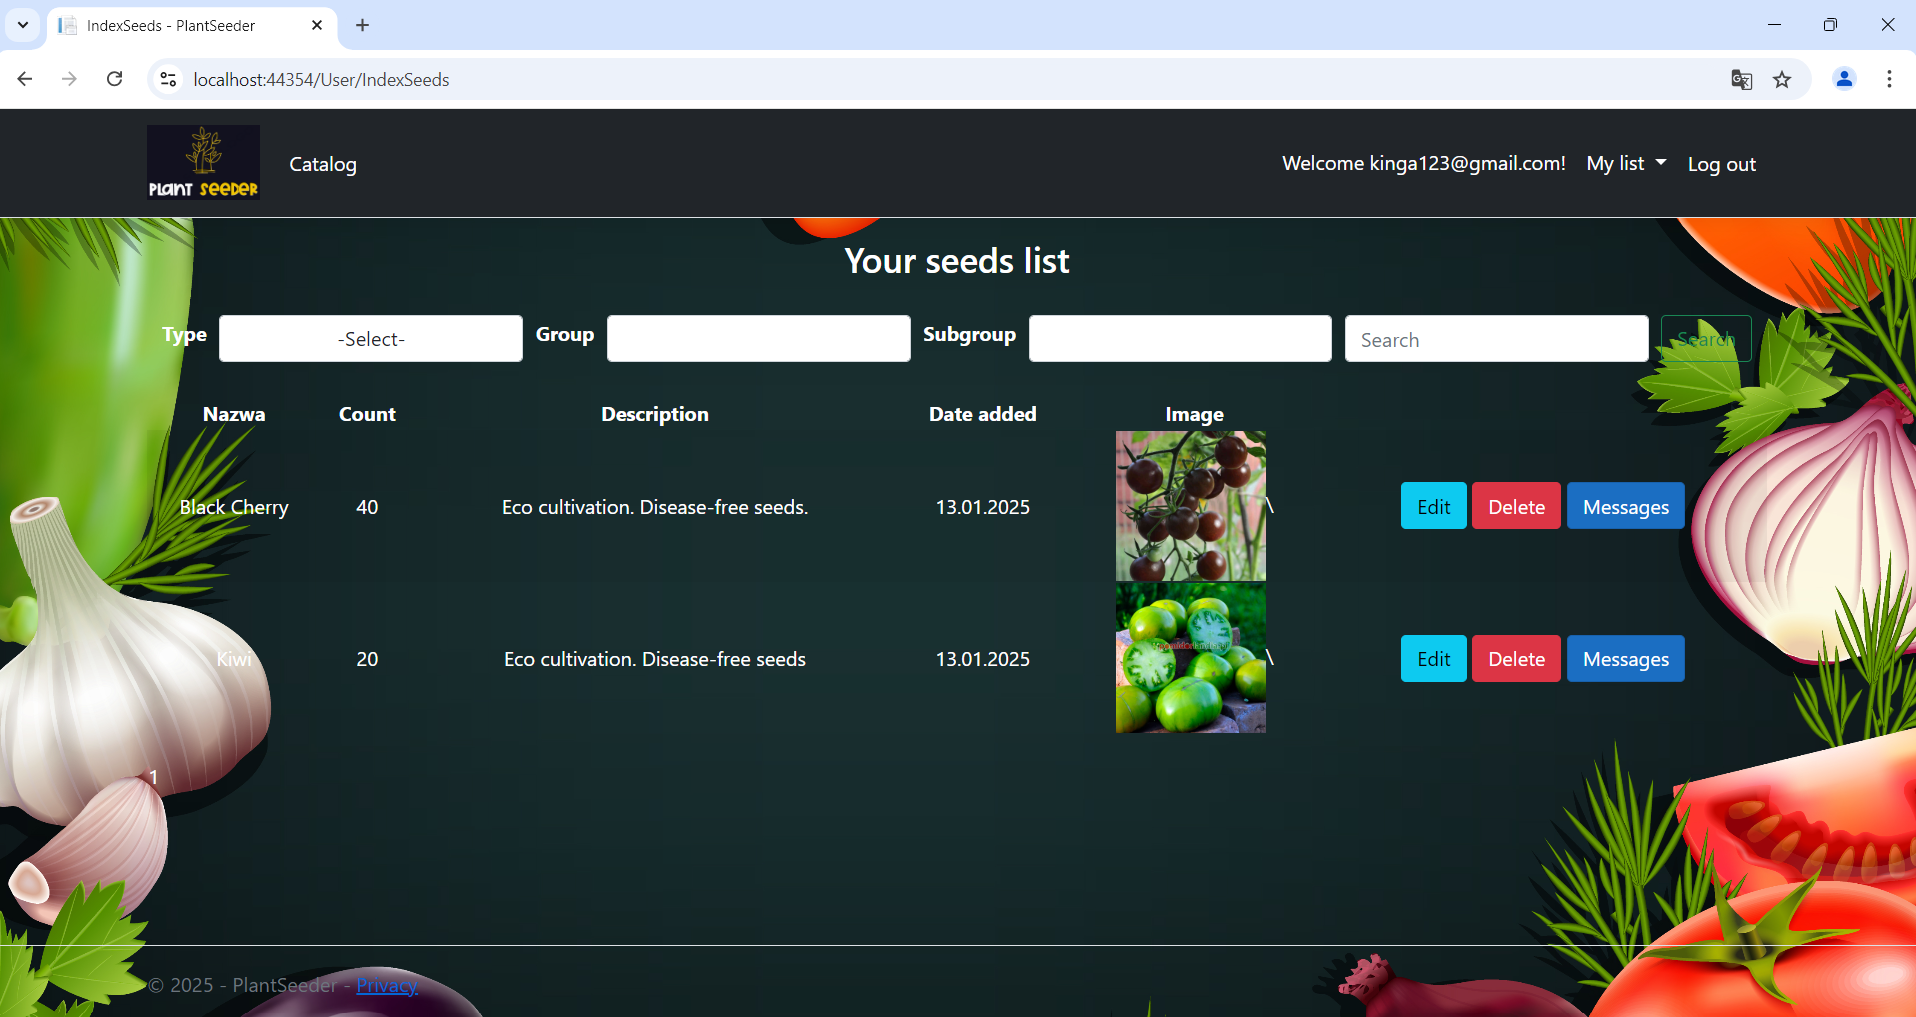 IndexSeeds - PlantSeeder
localhost:44354/User/IndexSeeds
PLANT SEEDER
Catalog
Welcome kinga123@gmail.com!
My list
Log out
Your seeds list
Type
-Select-
Group
Subgroup
Search
Search
Nazwa
Count
Description
Date added
Image
Black Cherry
40
Eco cultivation. Disease-free seeds.
13.01.2025
\
Edit
Delete
Messages
Kiwi
20
Eco cultivation. Disease-free seeds
13.01.2025
\
Edit
Delete
Messages
1
© 2025 - PlantSeeder - Privacy